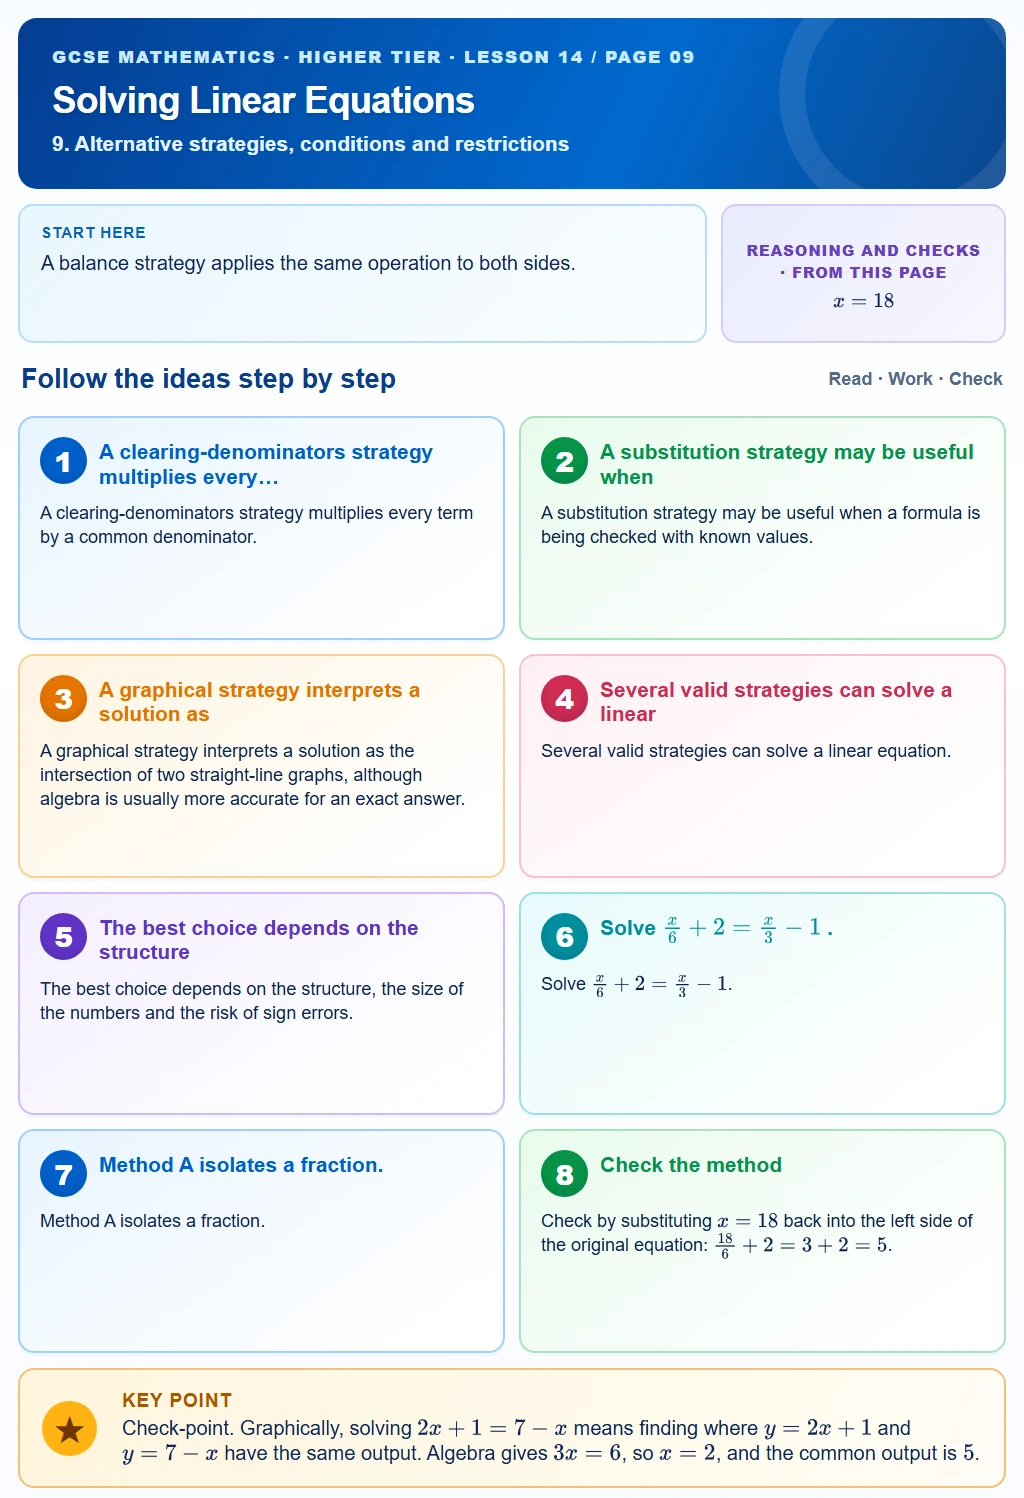 GCSE MATHEMATICS · HIGHER TIER · LESSON 14 / PAGE 09
Solving Linear Equations
9. Alternative strategies, conditions and restrictions
START HERE
A balance strategy applies the same operation to both sides.
REASONING AND CHECKS
· FROM THIS PAGE
x = 18
Follow the ideas step by step
Read · Work · Check
1
A clearing-denominators strategy
multiplies every…
A clearing-denominators strategy multiplies every term
by a common denominator.
2
A substitution strategy may be useful
when
A substitution strategy may be useful when a formula is
being checked with known values.
3
A graphical strategy interprets a
solution as
A graphical strategy interprets a solution as the
intersection of two straight-line graphs, although
algebra is usually more accurate for an exact answer.
4
Several valid strategies can solve a
linear
Several valid strategies can solve a linear equation.
5
The best choice depends on the
structure
The best choice depends on the structure, the size of
the numbers and the risk of sign errors.
6
Solve x/6 + 2 = x/3 − 1 .
Solve x/6 + 2 = x/3 − 1.
7
Method A isolates a fraction.
Method A isolates a fraction.
8
Check the method
Check by substituting x = 18 back into the left side of
the original equation: 18/6 + 2 = 3 + 2 = 5.
KEY POINT
Check-point. Graphically, solving 2x + 1 = 7 − x means finding where y = 2x + 1 and
y = 7 − x have the same output. Algebra gives 3x = 6, so x = 2, and the common output is 5.